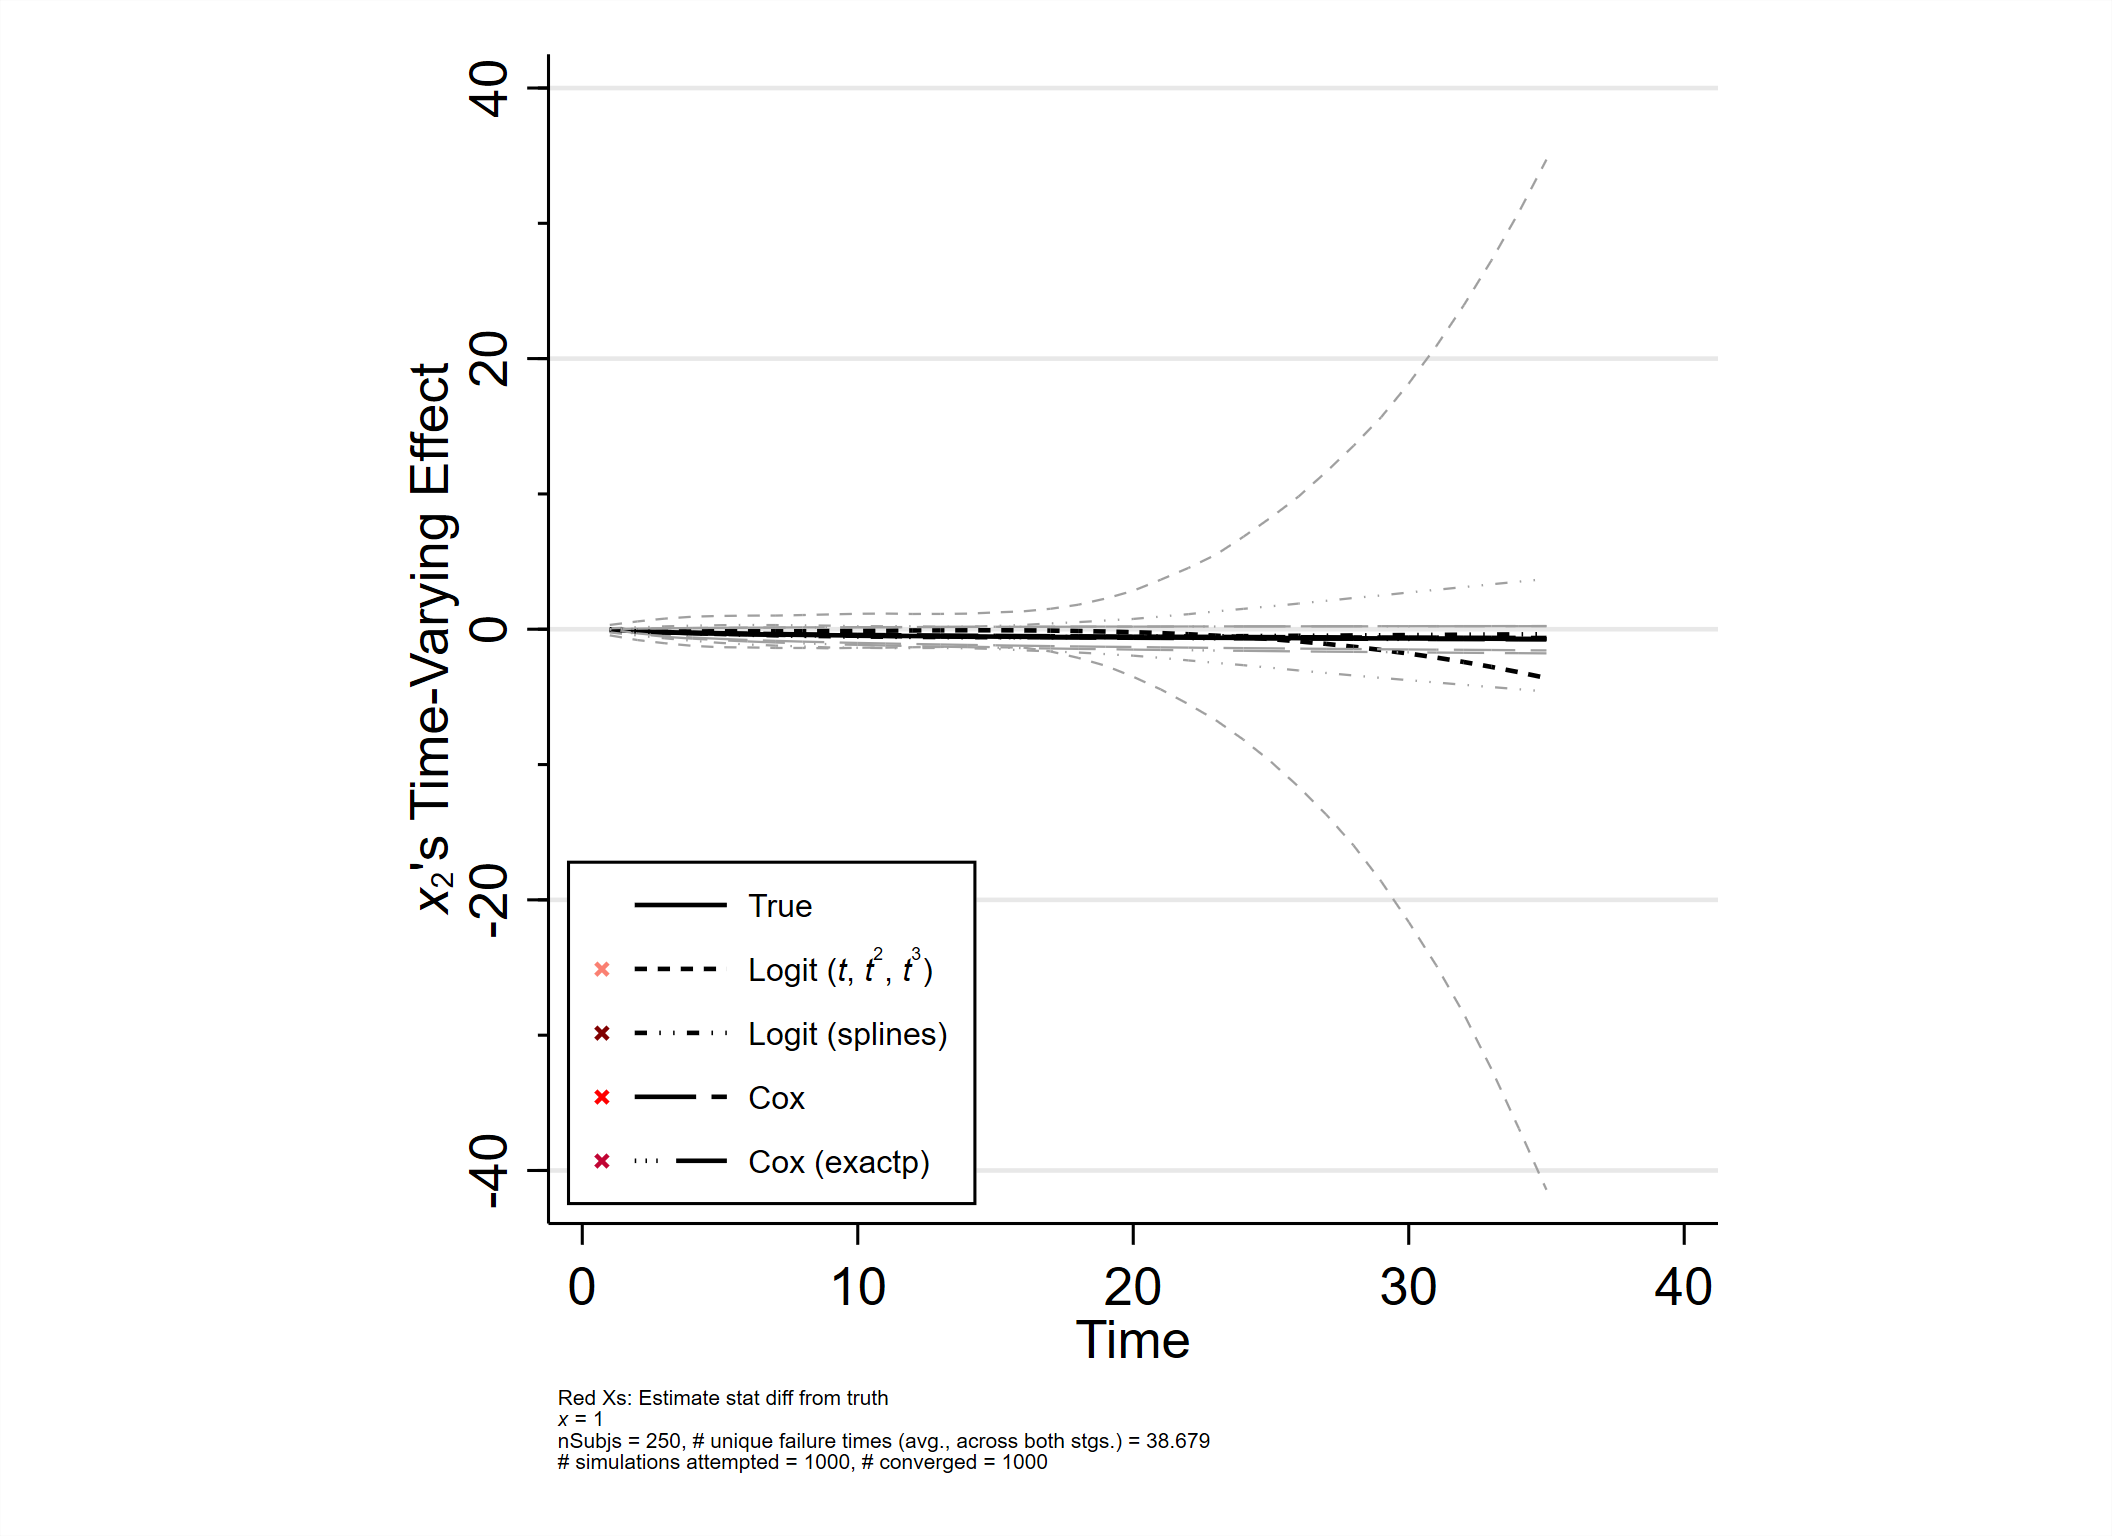 40
20
0
-20
-40
x₂'s Time-Varying Effect
True
Logit (t, t², t³)
Logit (splines)
Cox
Cox (exactp)
0 10 20 30 40
Time
Red Xs: Estimate stat diff from truth
x = 1
nSubjs = 250, # unique failure times (avg., across both stgs.) = 38.679
# simulations attempted = 1000, # converged = 1000